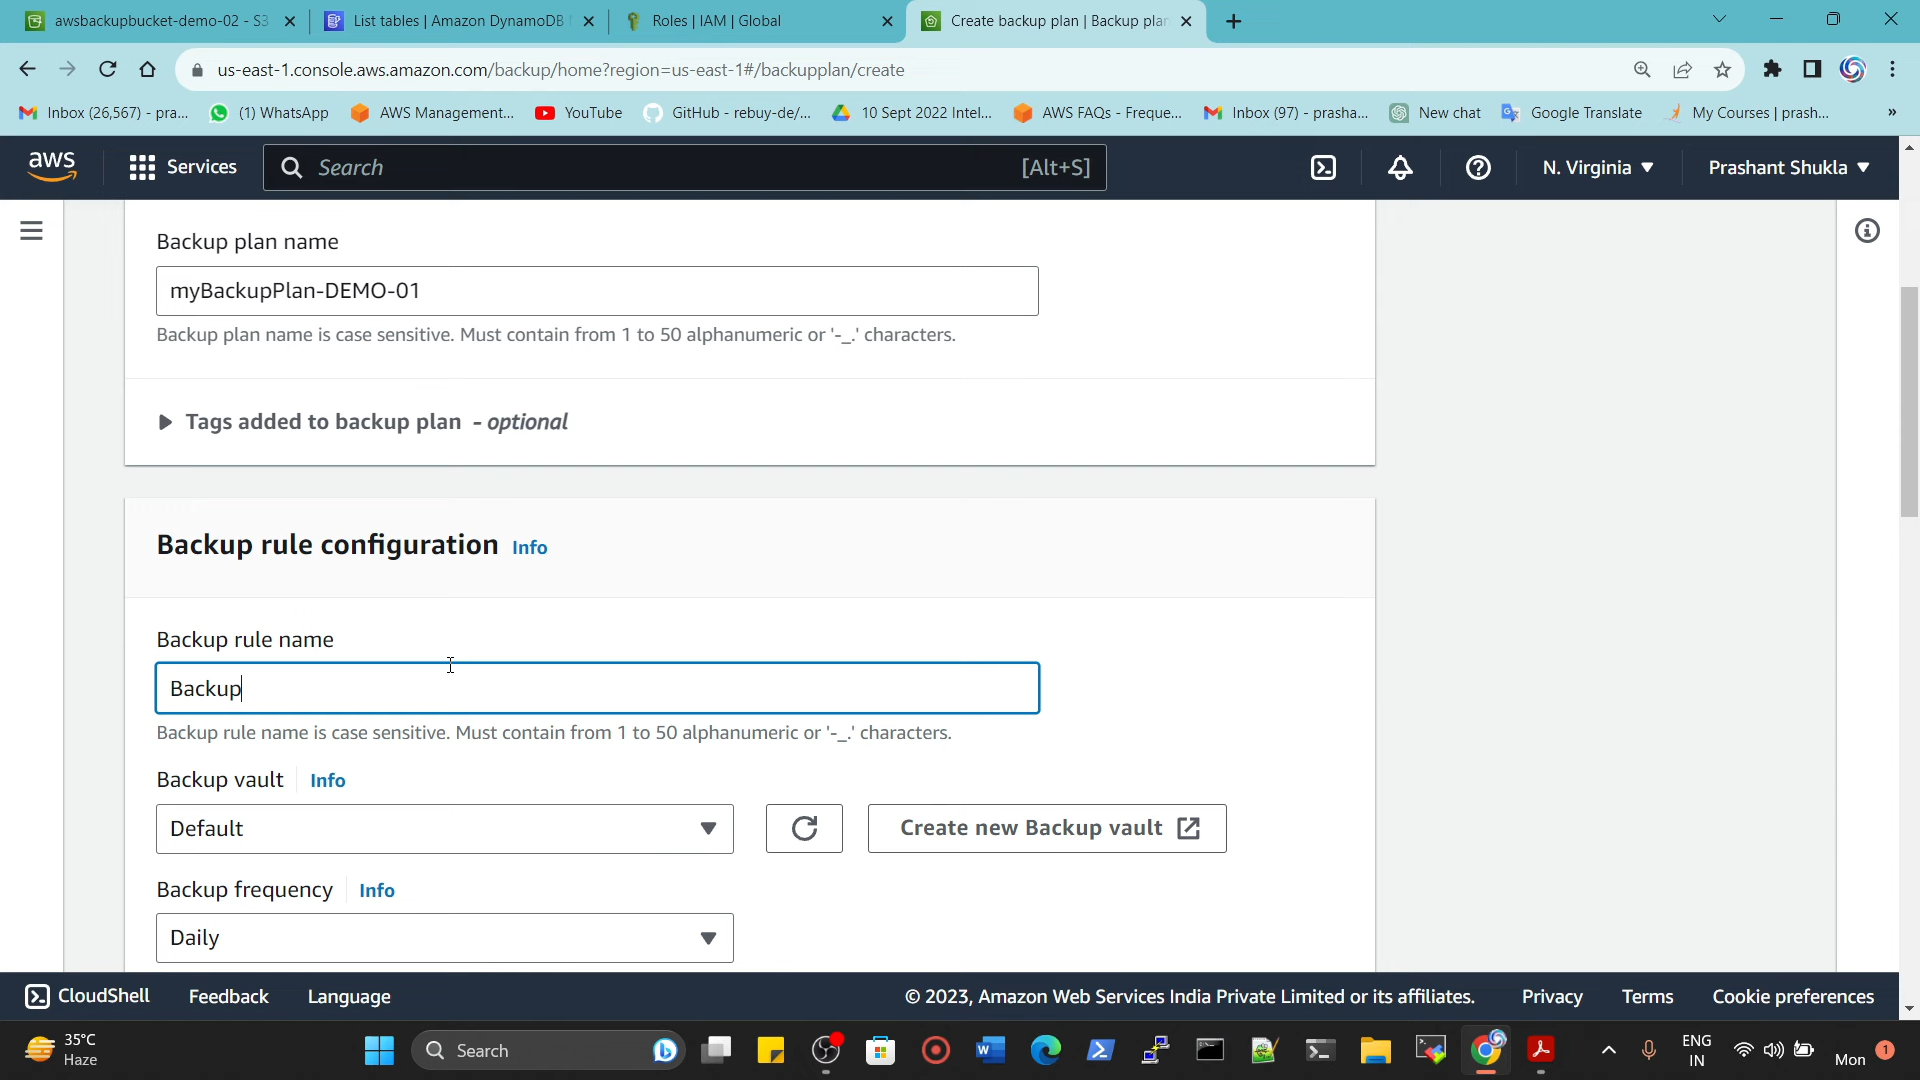 awsbackupbucket-demo-02 - S3
List tables | Amazon DynamoDB
Roles | IAM | Global
Create backup plan | Backup plan
us-east-1.console.aws.amazon.com/backup/home?region=us-east-1#/backupplan/create
Inbox (26,567) - pra...
(1) WhatsApp
AWS Management...
YouTube
GitHub - rebuy-de/...
10 Sept 2022 Intel...
AWS FAQs - Freque...
Inbox (97) - prasha...
New chat
Google Translate
My Courses | prash...
»
aws
Services
Search
[Alt+S]
N. Virginia
Prashant Shukla
Backup plan name
myBackupPlan-DEMO-01
Backup plan name is case sensitive. Must contain from 1 to 50 alphanumeric or '-_.' characters.
Tags added to backup plan - optional
Backup rule configuration Info
Backup rule name
Backup
Backup rule name is case sensitive. Must contain from 1 to 50 alphanumeric or '-_.' characters.
Backup vault Info
Default
Create new Backup vault
Backup frequency Info
Daily
CloudShell
Feedback
Language
© 2023, Amazon Web Services India Private Limited or its affiliates.
Privacy
Terms
Cookie preferences
35°C
Haze
Search
ENG
IN
Mon
1